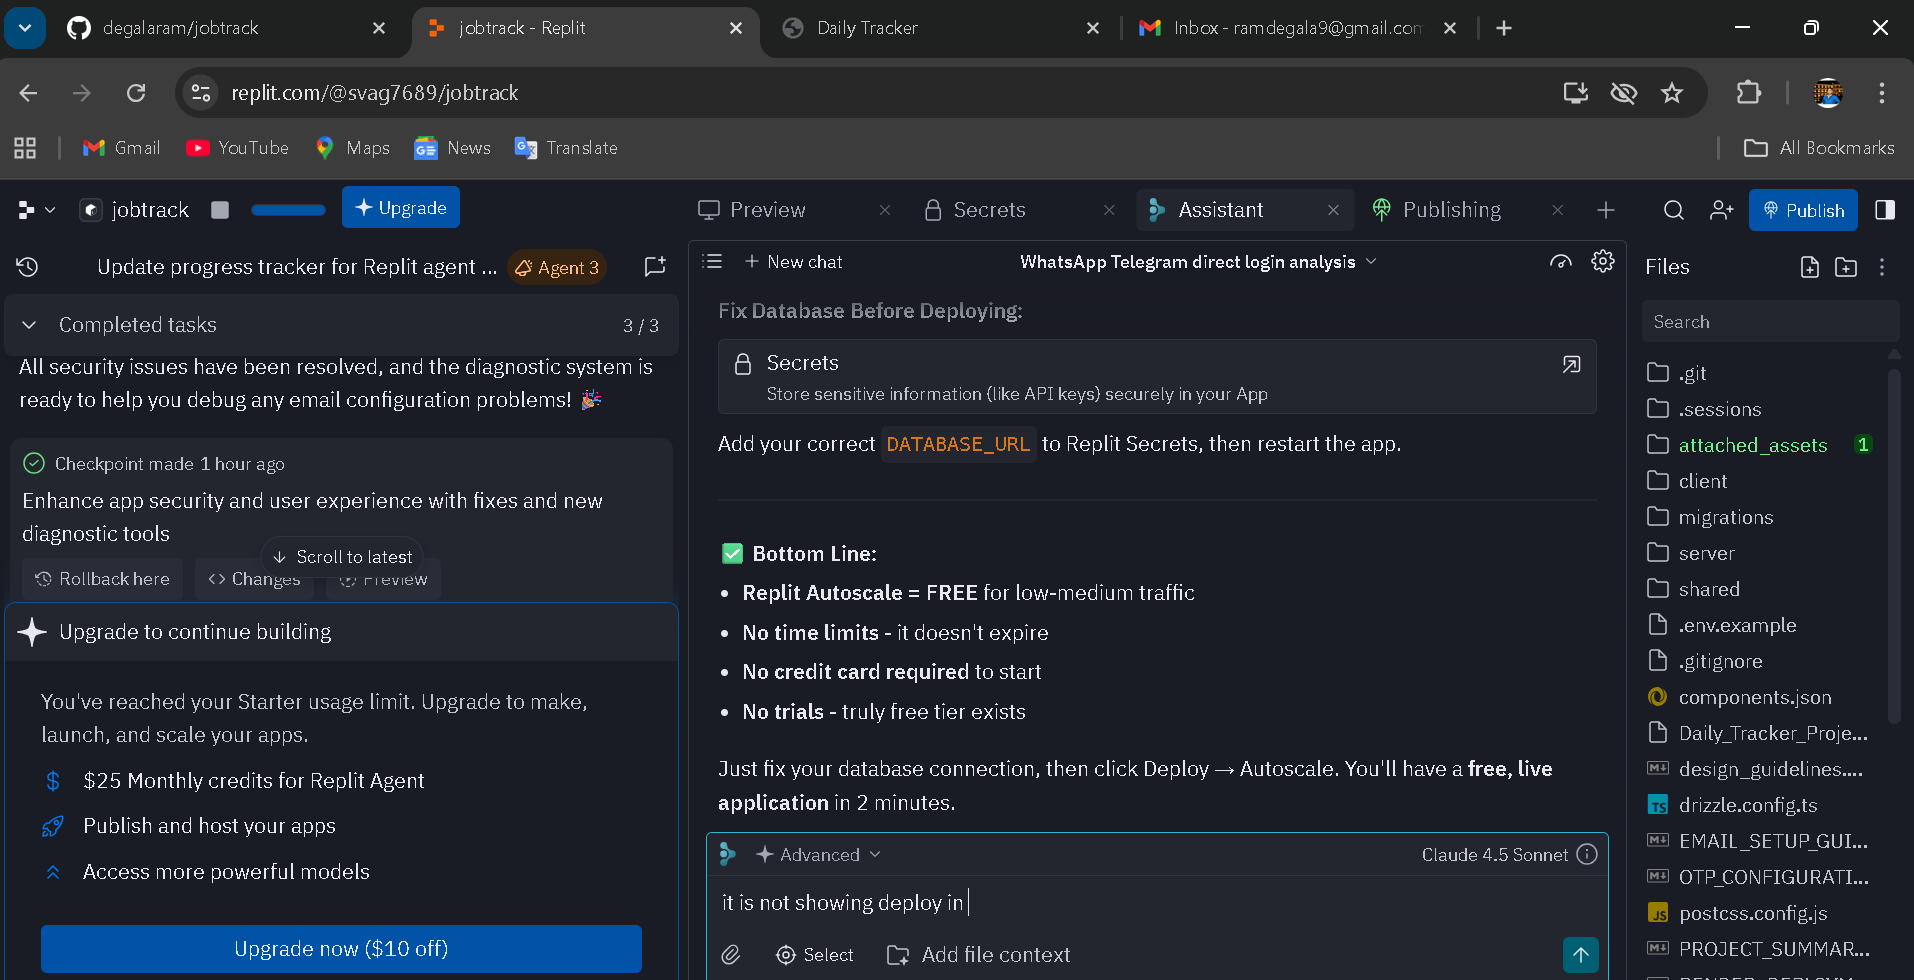 degalaram/jobtrack
jobtrack - Replit
Daily Tracker
Inbox - ramdegala9@gmail.com
replit.com/@svag7689/jobtrack
Gmail
YouTube
Maps
News
Translate
All Bookmarks
jobtrack
Upgrade
Preview
Secrets
Assistant
Publishing
Publish
Update progress tracker for Replit agent ...
Agent 3
Completed tasks
3 / 3
All security issues have been resolved, and the diagnostic system is
ready to help you debug any email configuration problems! 🎉
Checkpoint made 1 hour ago
Enhance app security and user experience with fixes and new
diagnostic tools
Scroll to latest
Rollback here
Changes
Preview
Upgrade to continue building
You've reached your Starter usage limit. Upgrade to make,
launch, and scale your apps.
$25 Monthly credits for Replit Agent
Publish and host your apps
Access more powerful models
Upgrade now ($10 off)
New chat
WhatsApp Telegram direct login analysis
Fix Database Before Deploying:
Secrets
Store sensitive information (like API keys) securely in your App
Add your correct DATABASE_URL to Replit Secrets, then restart the app.
✅ Bottom Line:
• Replit Autoscale = FREE for low-medium traffic
• No time limits - it doesn't expire
• No credit card required to start
• No trials - truly free tier exists
Just fix your database connection, then click Deploy → Autoscale. You'll have a free, live
application in 2 minutes.
Advanced
Claude 4.5 Sonnet
it is not showing deploy in
Select
Add file context
Files
Search
.git
.sessions
attached_assets
1
client
migrations
server
shared
.env.example
.gitignore
components.json
Daily_Tracker_Proje...
design_guidelines....
drizzle.config.ts
EMAIL_SETUP_GUI...
OTP_CONFIGURATI...
postcss.config.js
PROJECT_SUMMAR...